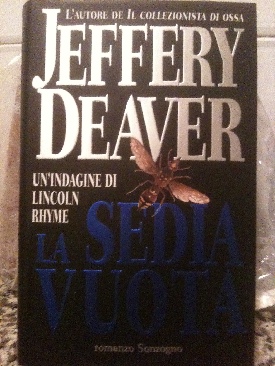 L'AUTORE DE IL COLLEZIONISTA DI OSSA
JEFFERY
DEAVER
UN'INDAGINE DI
LINCOLN
RHYME
LA SEDIA
VUOTA
romanzo Sonzogno